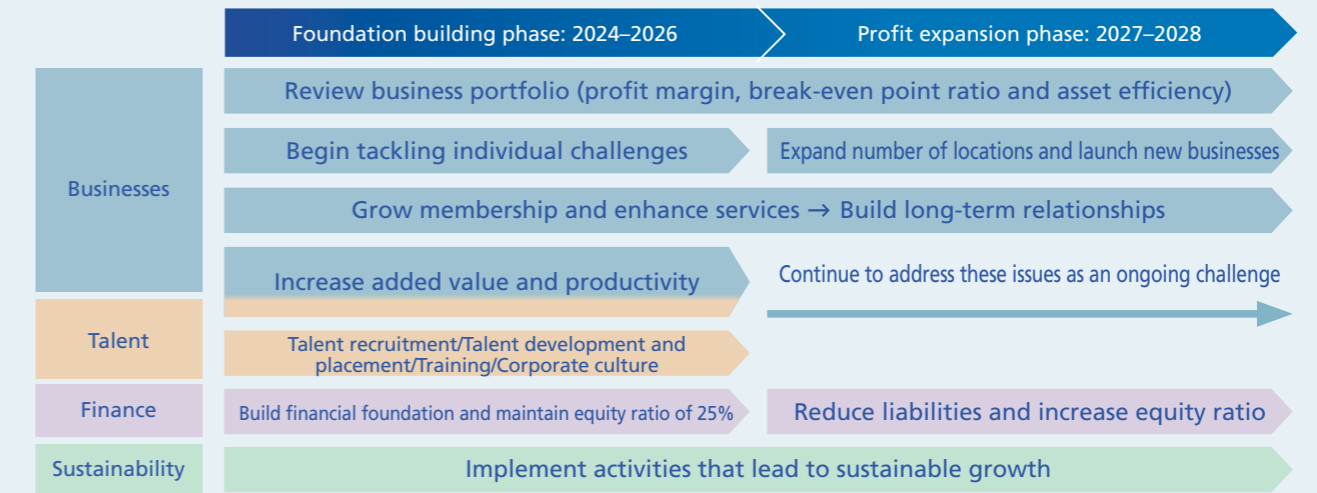 Foundation building phase: 2024–2026
Profit expansion phase: 2027–2028
Businesses
Review business portfolio (profit margin, break-even point ratio and asset efficiency)
Begin tackling individual challenges
Expand number of locations and launch new businesses
Grow membership and enhance services → Build long-term relationships
Increase added value and productivity
Continue to address these issues as an ongoing challenge
Talent
Talent recruitment/Talent development and
placement/Training/Corporate culture
Finance
Build financial foundation and maintain equity ratio of 25%
Reduce liabilities and increase equity ratio
Sustainability
Implement activities that lead to sustainable growth